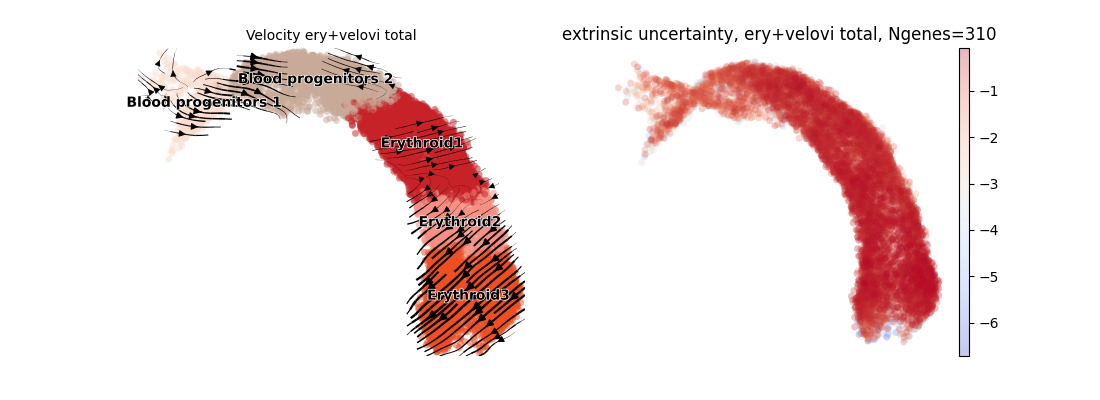 Velocity ery+velovi total
Blood progenitors 2
Blood progenitors 1
Erythroid1
Erythroid2
Erythroid3
extrinsic uncertainty, ery+velovi total, Ngenes=310
−1
−2
−3
−4
−5
−6